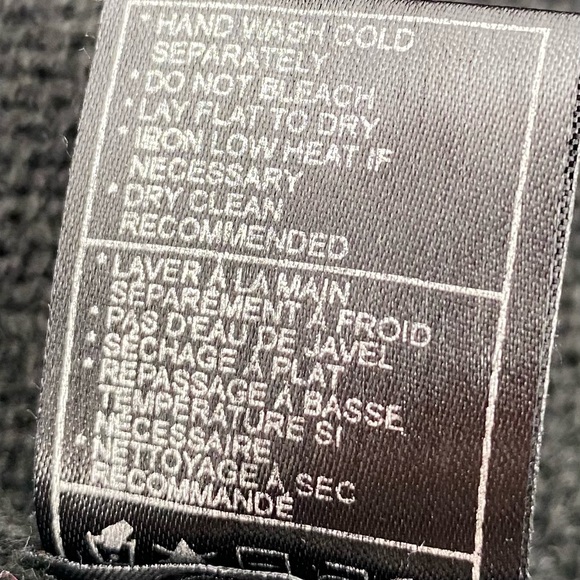 * HAND WASH COLD
SEPARATELY
* DO NOT BLEACH
* LAY FLAT TO DRY
* IRON LOW HEAT IF
NECESSARY
* DRY CLEAN
RECOMMENDED
* LAVER À LA MAIN
SÉPARÉMENT À FROID
* PAS D'EAU DE JAVEL
* SÉCHAGE À PLAT
* REPASSAGE À BASSE
TEMPÉRATURE SI
NÉCESSAIRE
* NETTOYAGE À SEC
RECOMMANDÉ